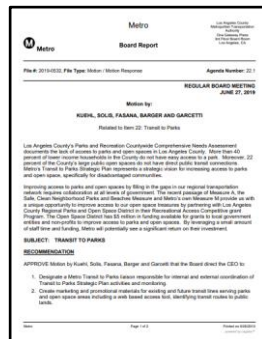 Metro
Los Angeles County
Metropolitan Transportation
Authority
One Gateway Plaza
3rd Floor Board Room
Los Angeles, CA
Metro
Board Report
File #: 2019-0532, File Type: Motion / Motion Response
Agenda Number: 22.1
REGULAR BOARD MEETING
JUNE 27, 2019
Motion by:
KUEHL, SOLIS, FASANA, BARGER AND GARCETTI
Related to Item 22: Transit to Parks
Los Angeles County's Parks and Recreation Countywide Comprehensive Needs Assessment
documents the lack of access to parks and open spaces in Los Angeles County. More than 40
percent of lower income households in the County do not have easy access to a park. Moreover, 22
percent of the County's large public open spaces do not have direct public transit connections.
Metro's Transit to Parks Strategic Plan represents a strategic vision for increasing access to parks
and open space, specifically for disadvantaged communities.
Improving access to parks and open spaces by filling in the gaps in our regional transportation
network requires collaboration at all levels of government. The recent passage of Measure A, the
Safe, Clean Neighborhood Parks and Beaches Measure and Metro's own Measure M provide us with
a unique opportunity to improve access to our open space treasures by partnering with Los Angeles
County Regional Parks and Open Space District in their Recreational Access Competitive grant
Program. The Open Space District has $5 million in funding available for grants to local government
entities and non-profits to improve access to parks and open spaces. By leveraging a small amount
of staff time and funding, Metro will potentially see a significant return on their investment.
SUBJECT: TRANSIT TO PARKS
RECOMMENDATION
APPROVE Motion by Kuehl, Solis, Fasana, Barger and Garcetti that the Board direct the CEO to:
1. Designate a Metro Transit to Parks liaison responsible for internal and external coordination of
Transit to Parks Strategic Plan activities and monitoring.
2. Create marketing and promotional materials for existing and future transit lines serving parks
and open space areas including a web based access tool, identifying transit routes to public
lands.
Metro
Page 1 of 2